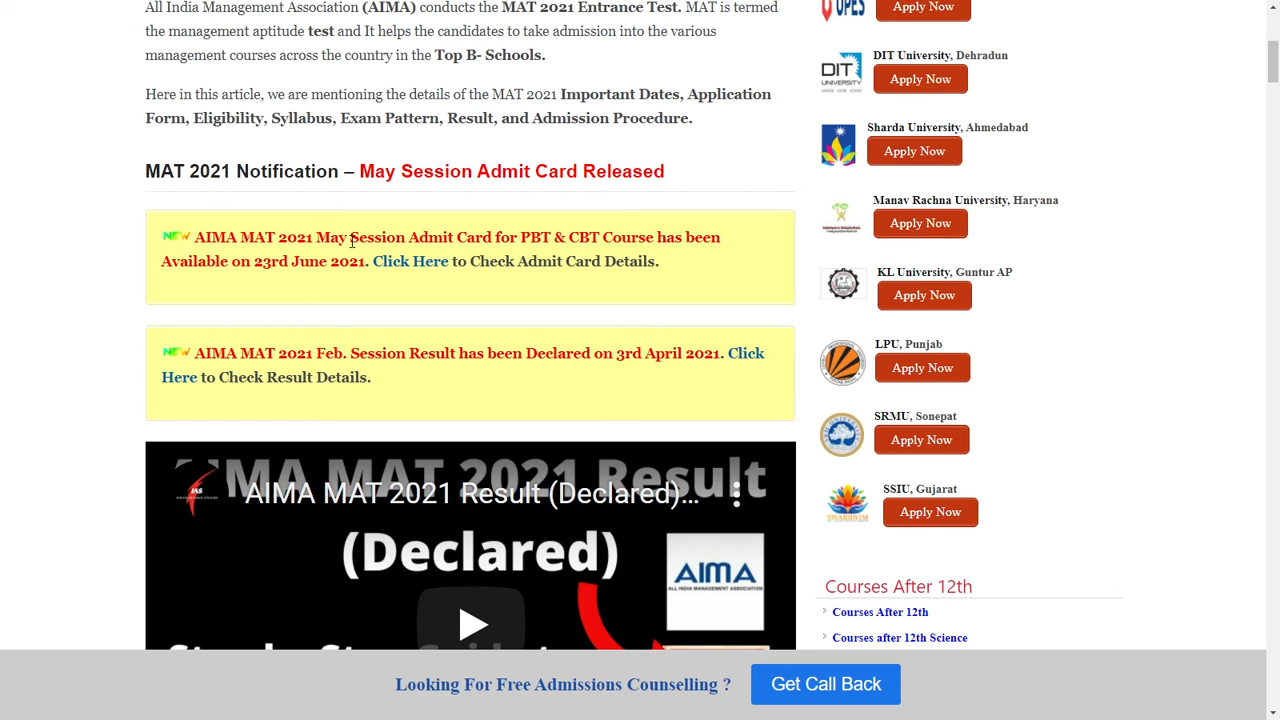 All India Management Association (AIMA) conducts the MAT 2021 Entrance Test. MAT is termed
the management aptitude test and It helps the candidates to take admission into the various
management courses across the country in the Top B- Schools.
Here in this article, we are mentioning the details of the MAT 2021 Important Dates, Application
Form, Eligibility, Syllabus, Exam Pattern, Result, and Admission Procedure.
MAT 2021 Notification – May Session Admit Card Released
NEW AIMA MAT 2021 May Session Admit Card for PBT & CBT Course has been
Available on 23rd June 2021. Click Here to Check Admit Card Details.
NEW AIMA MAT 2021 Feb. Session Result has been Declared on 3rd April 2021. Click
Here to Check Result Details.
AIMA MAT 2021 Result
IAS
AIMA MAT 2021 Result (Declared)...
(Declared)
AIMA
ALL INDIA MANAGEMENT ASSOCIATION
UPES
Apply Now
DIT
UNIVERSITY
DIT University, Dehradun
Apply Now
Sharda University, Ahmedabad
Apply Now
Manav Rachna University, Haryana
Apply Now
KL University, Guntur AP
Apply Now
LPU, Punjab
Apply Now
SRMU, Sonepat
Apply Now
SWARRNIM
SSIU, Gujarat
Apply Now
Courses After 12th
Courses After 12th
Courses after 12th Science
Looking For Free Admissions Counselling ?
Get Call Back